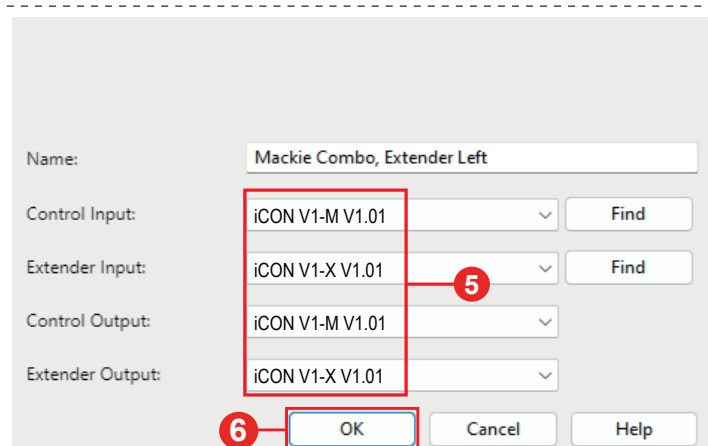 Name: Mackie Combo, Extender Left
Control Input: iCON V1-M V1.01 Find
Extender Input: iCON V1-X V1.01 Find
5
Control Output: iCON V1-M V1.01
Extender Output: iCON V1-X V1.01
6 OK Cancel Help